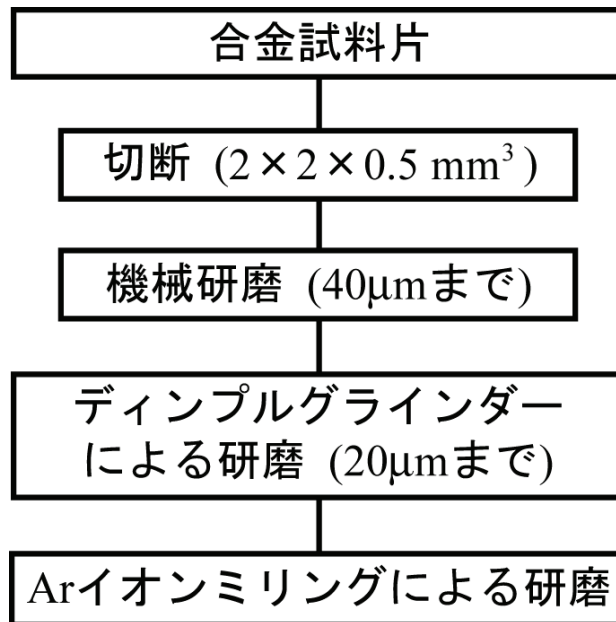 合金試料片
切断 (2×2×0.5 mm³)
機械研磨 (40μmまで)
ディンプルグラインダー
による研磨 (20μmまで)
Arイオンミリングによる研磨